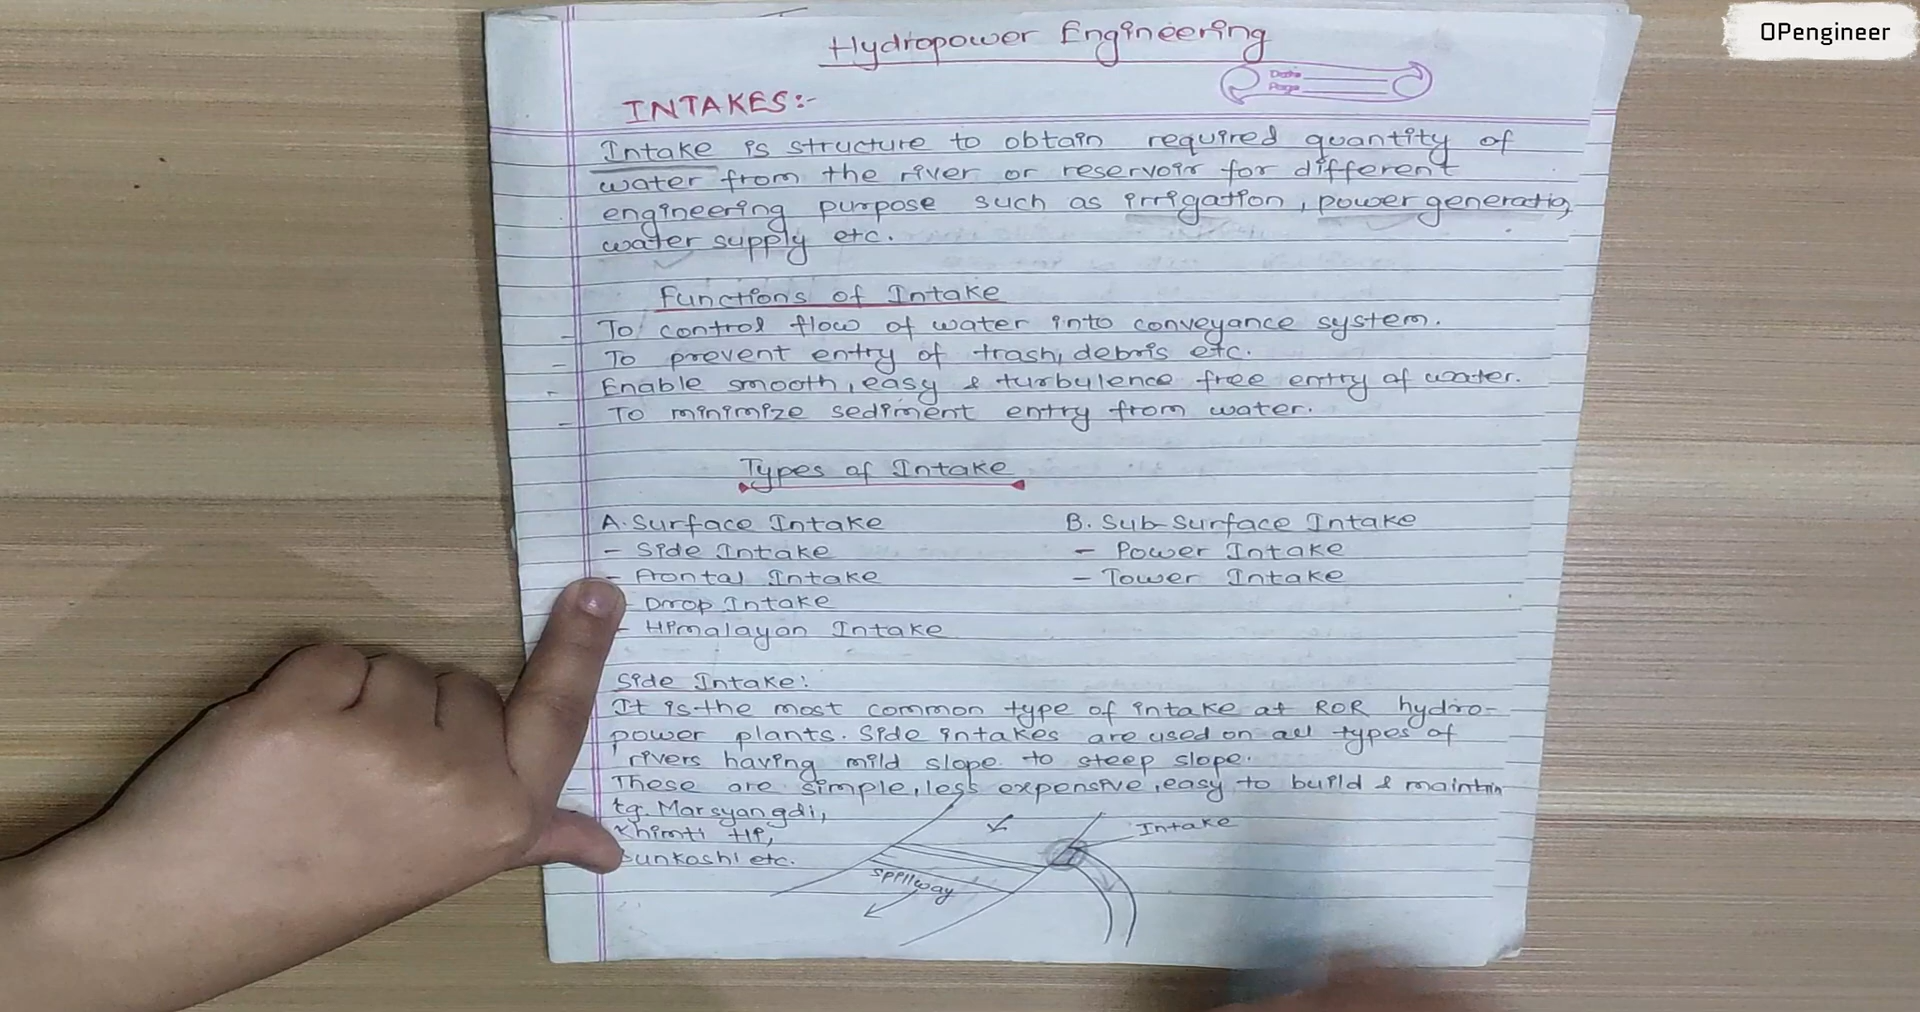 OPengineer
Hydropower Engineering
Date
Page
INTAKES:-
Intake is structure to obtain required quantity of
water from the river or reservoir for different
engineering purpose such as irrigation, power generatio
water supply etc.
Functions of Intake
- To control flow of water into conveyance system.
- To prevent entry of trash, debris etc.
- Enable smooth, easy & turbulence free entry of water.
- To minimize sediment entry from water.
Types of Intake
A. Surface Intake
- Side Intake
- Frontal Intake
- Drop Intake
- Himalayan Intake
B. Sub-Surface Intake
- Power Intake
- Tower Intake
Side Intake:
It is the most common type of intake at ROR hydro-
power plants. Side intakes are used on all types of
rivers having mild slope to steep slope.
These are simple, less expensive, easy to build & maintain
Eg. Marsyangdi,
Khimti HP,
Sunkoshi etc.
Intake
Spillway